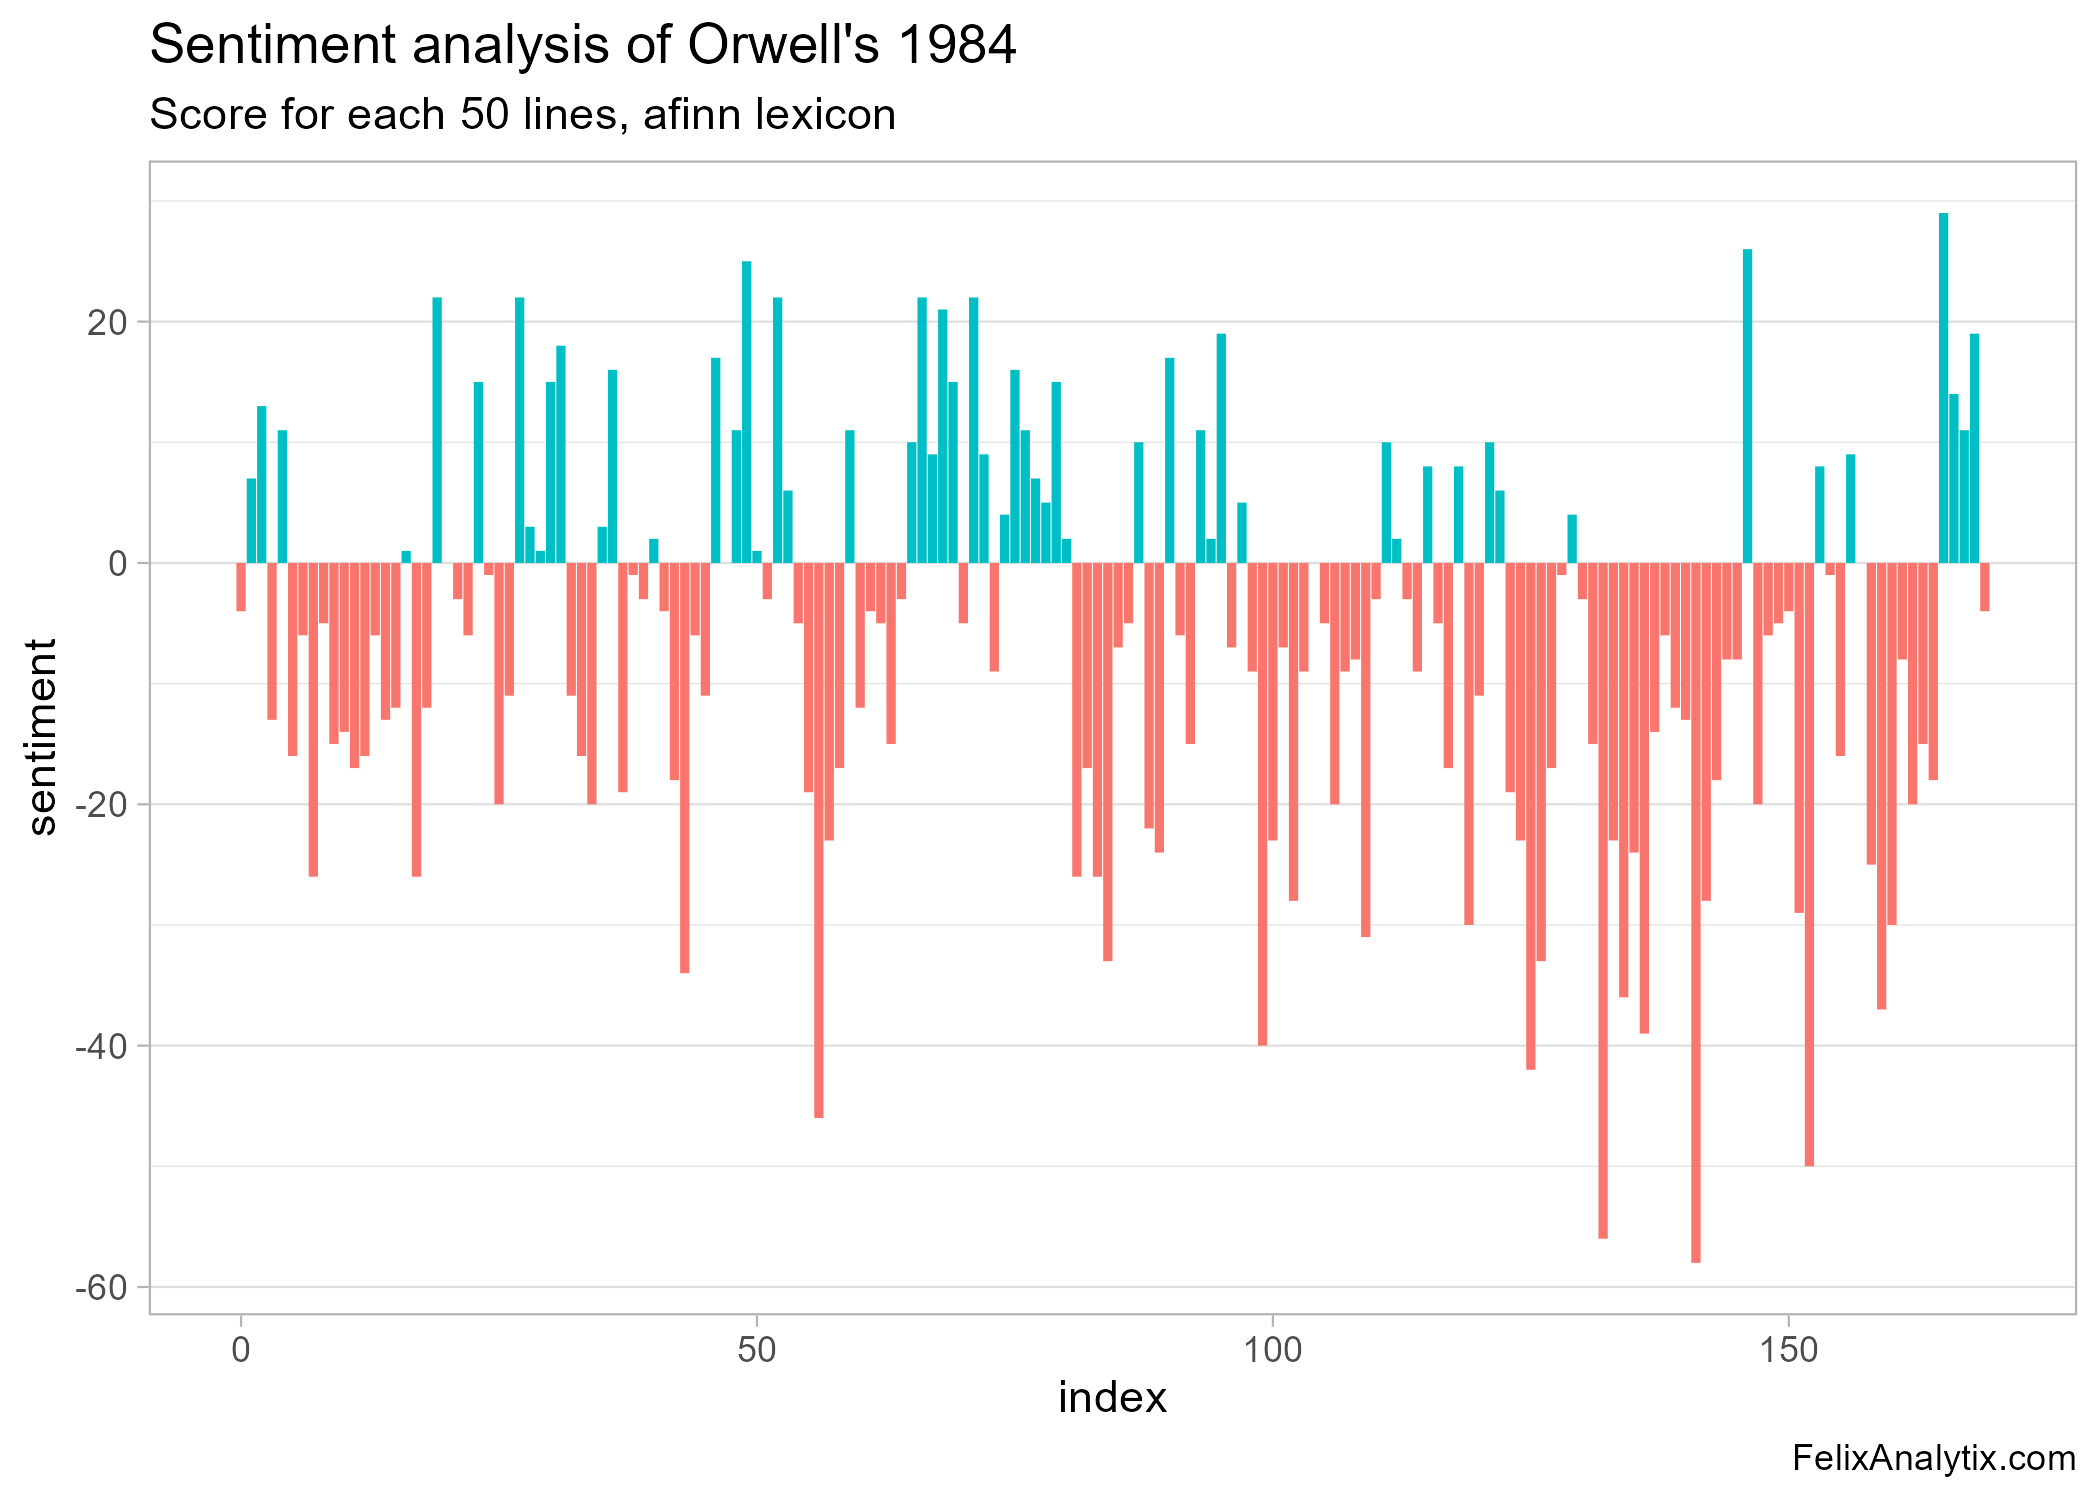 Sentiment analysis of Orwell's 1984
Score for each 50 lines, afinn lexicon
sentiment
20
0
-20
-40
-60
0 50 100 150
index
FelixAnalytix.com